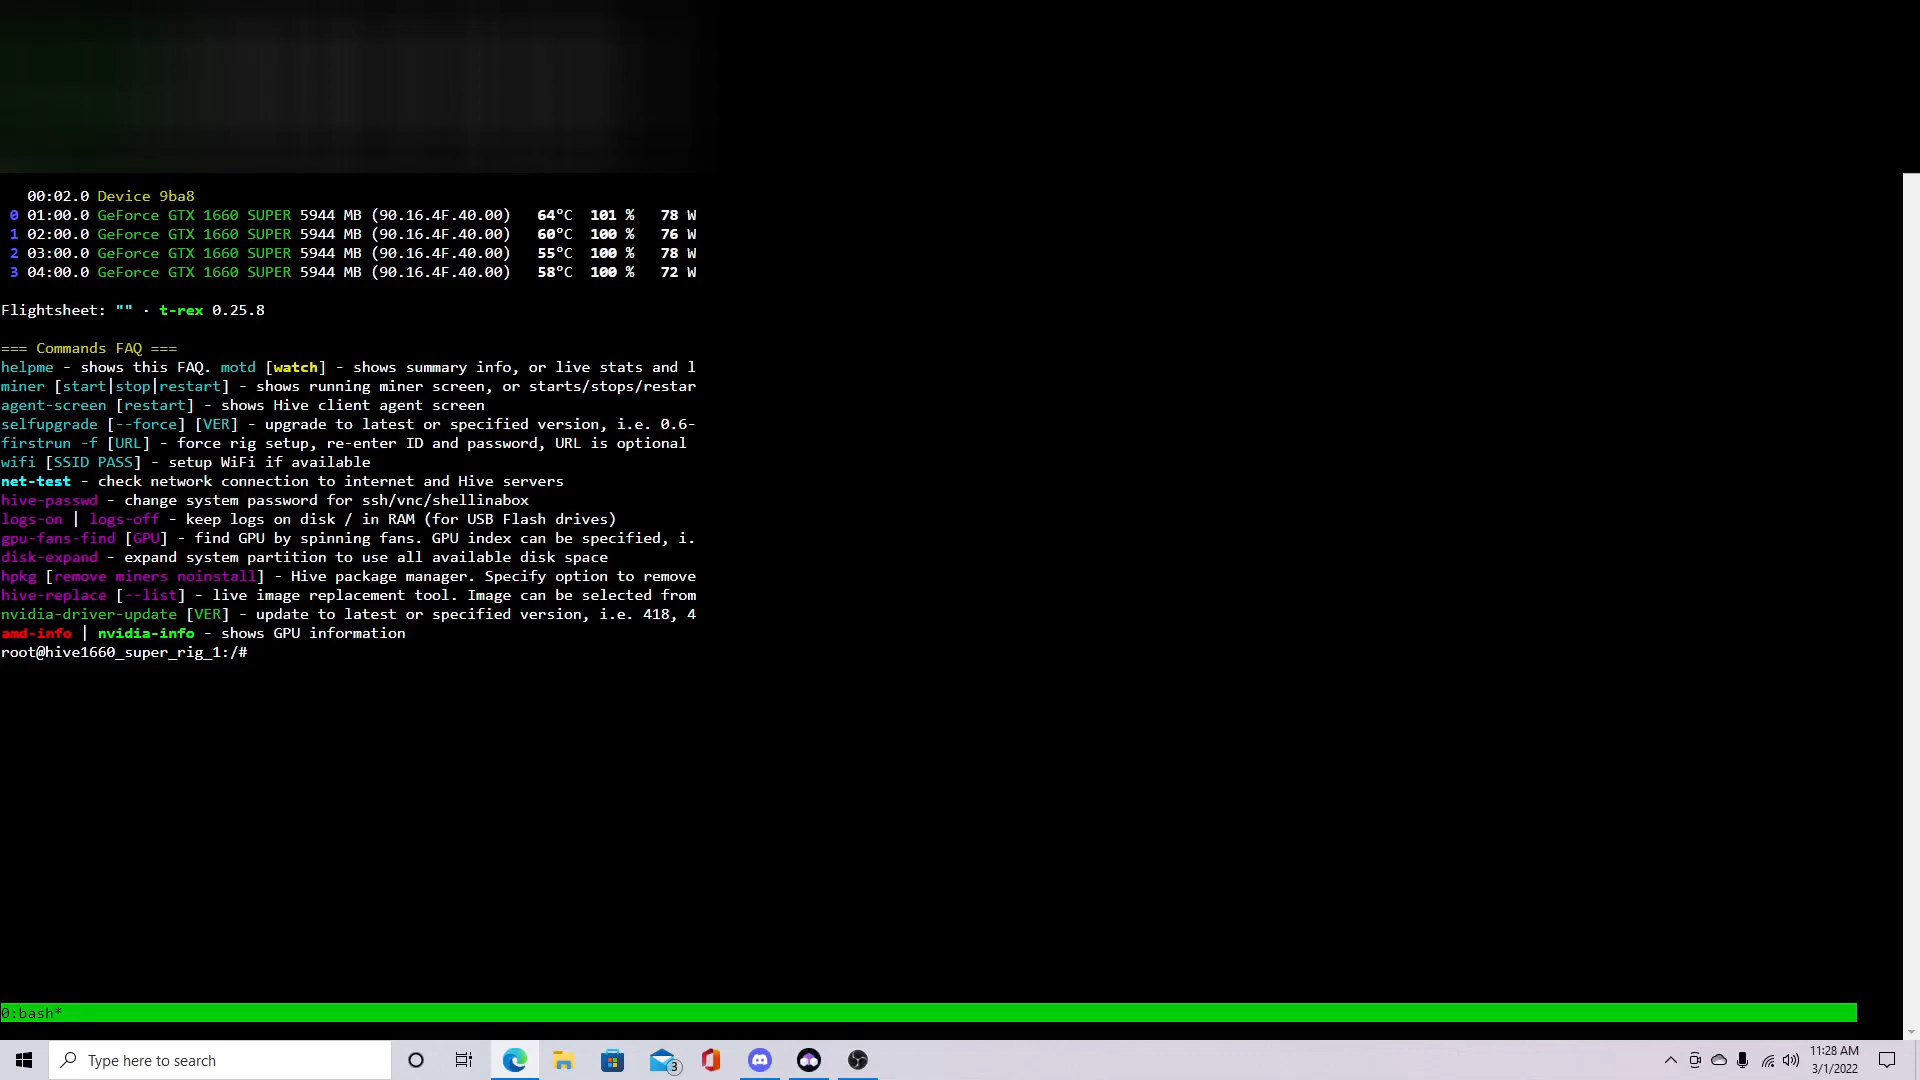 00:02.0 Device 9ba8
0 01:00.0 GeForce GTX 1660 SUPER 5944 MB (90.16.4F.40.00) 64°C 101 % 78 W
1 02:00.0 GeForce GTX 1660 SUPER 5944 MB (90.16.4F.40.00) 60°C 100 % 76 W
2 03:00.0 GeForce GTX 1660 SUPER 5944 MB (90.16.4F.40.00) 55°C 100 % 78 W
3 04:00.0 GeForce GTX 1660 SUPER 5944 MB (90.16.4F.40.00) 58°C 100 % 72 W
Flightsheet: "" · t-rex 0.25.8
=== Commands FAQ ===
helpme - shows this FAQ. motd [watch] - shows summary info, or live stats and l
miner [start|stop|restart] - shows running miner screen, or starts/stops/restar
agent-screen [restart] - shows Hive client agent screen
selfupgrade [--force] [VER] - upgrade to latest or specified version, i.e. 0.6-
firstrun -f [URL] - force rig setup, re-enter ID and password, URL is optional
wifi [SSID PASS] - setup WiFi if available
net-test - check network connection to internet and Hive servers
hive-passwd - change system password for ssh/vnc/shellinabox
logs-on | logs-off - keep logs on disk / in RAM (for USB Flash drives)
gpu-fans-find [GPU] - find GPU by spinning fans. GPU index can be specified, i.
disk-expand - expand system partition to use all available disk space
hpkg [remove miners noinstall] - Hive package manager. Specify option to remove
hive-replace [--list] - live image replacement tool. Image can be selected from
nvidia-driver-update [VER] - update to latest or specified version, i.e. 418, 4
amd-info | nvidia-info - shows GPU information
root@hive1660_super_rig_1:/#
0:bash*
Type here to search
3
11:28 AM
3/1/2022